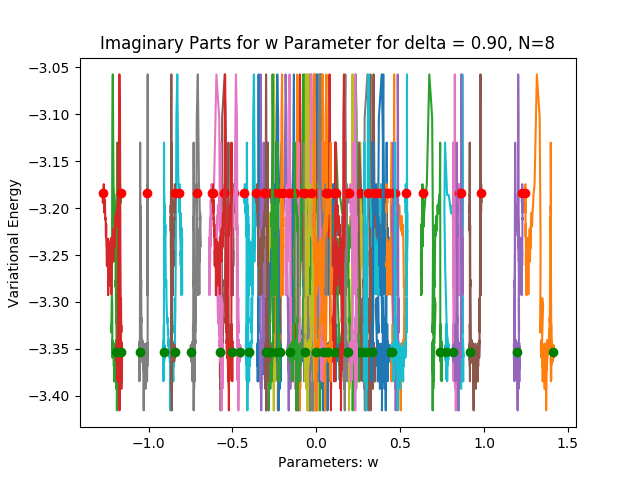 Imaginary Parts for w Parameter for delta = 0.90, N=8
−3.05
−3.10
−3.15
−3.20
−3.25
−3.30
−3.35
−3.40
Variational Energy
−1.0 −0.5 0.0 0.5 1.0 1.5
Parameters: w